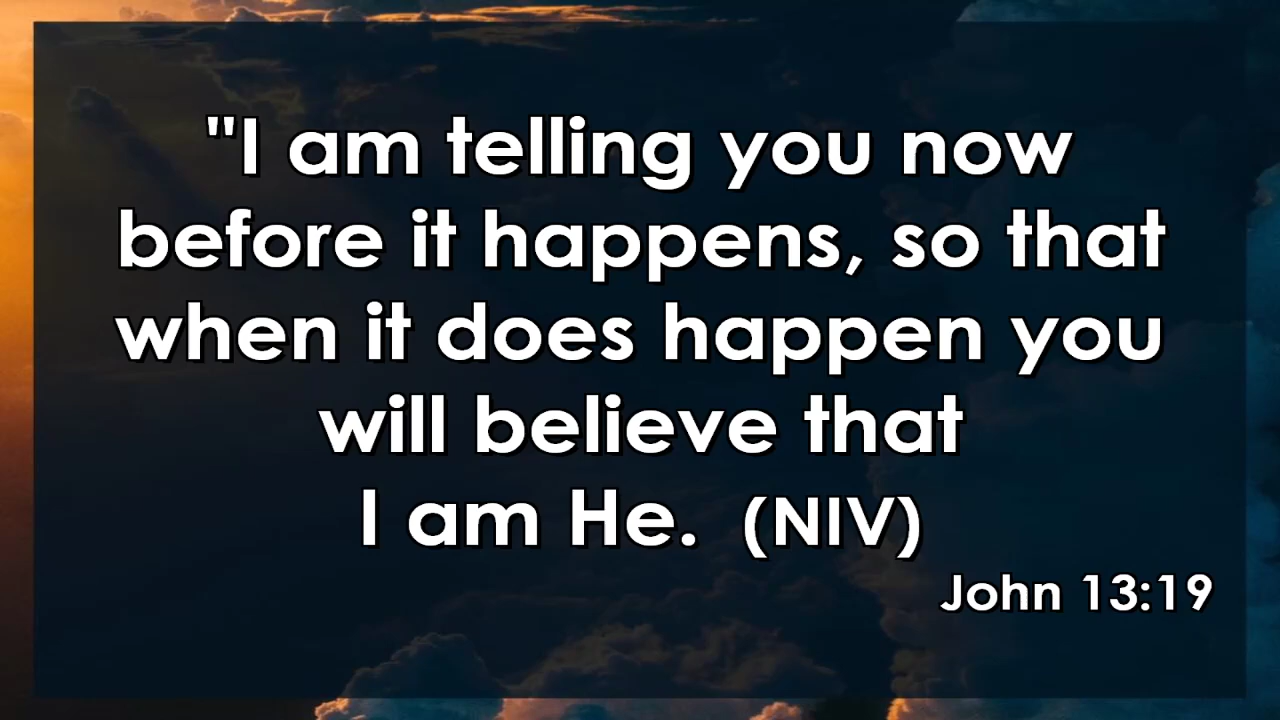 "I am telling you now
before it happens, so that
when it does happen you
will believe that
I am He. (NIV)
John 13:19